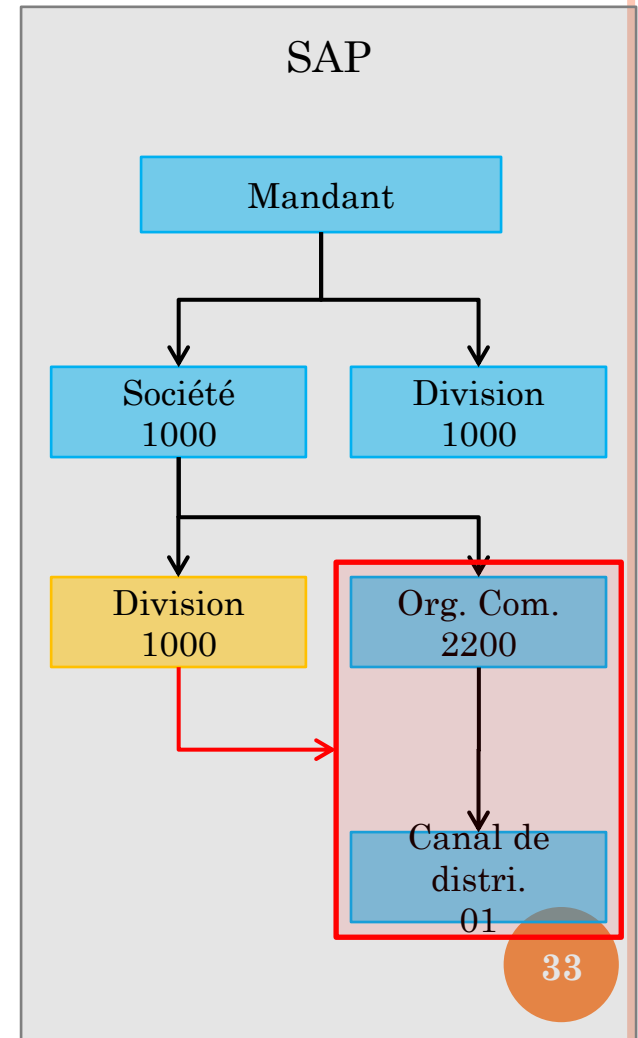 SAP
Mandant
Société
1000
Division
1000
Division
1000
Org. Com.
2200
Canal de
distri.
01
33